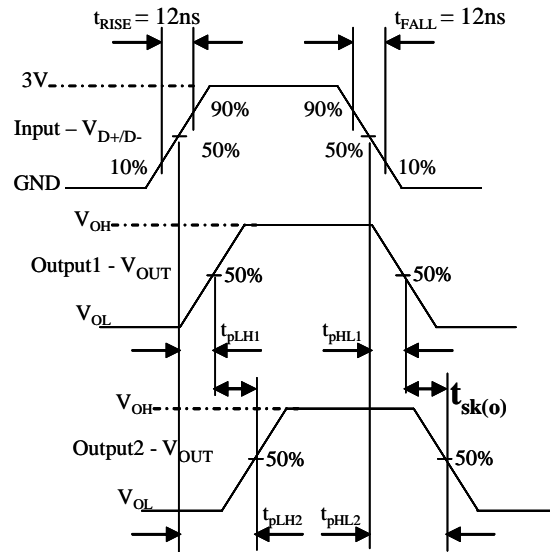 tRISE = 12ns
tFALL = 12ns
3V
90%
90%
Input – VD+/D-
50%
50%
10%
10%
GND
VOH
Output1 - VOUT
50%
50%
VOL
tpLH1
tpHL1
tsk(o)
VOH
Output2 - VOUT
50%
50%
VOL
tpLH2
tpHL2